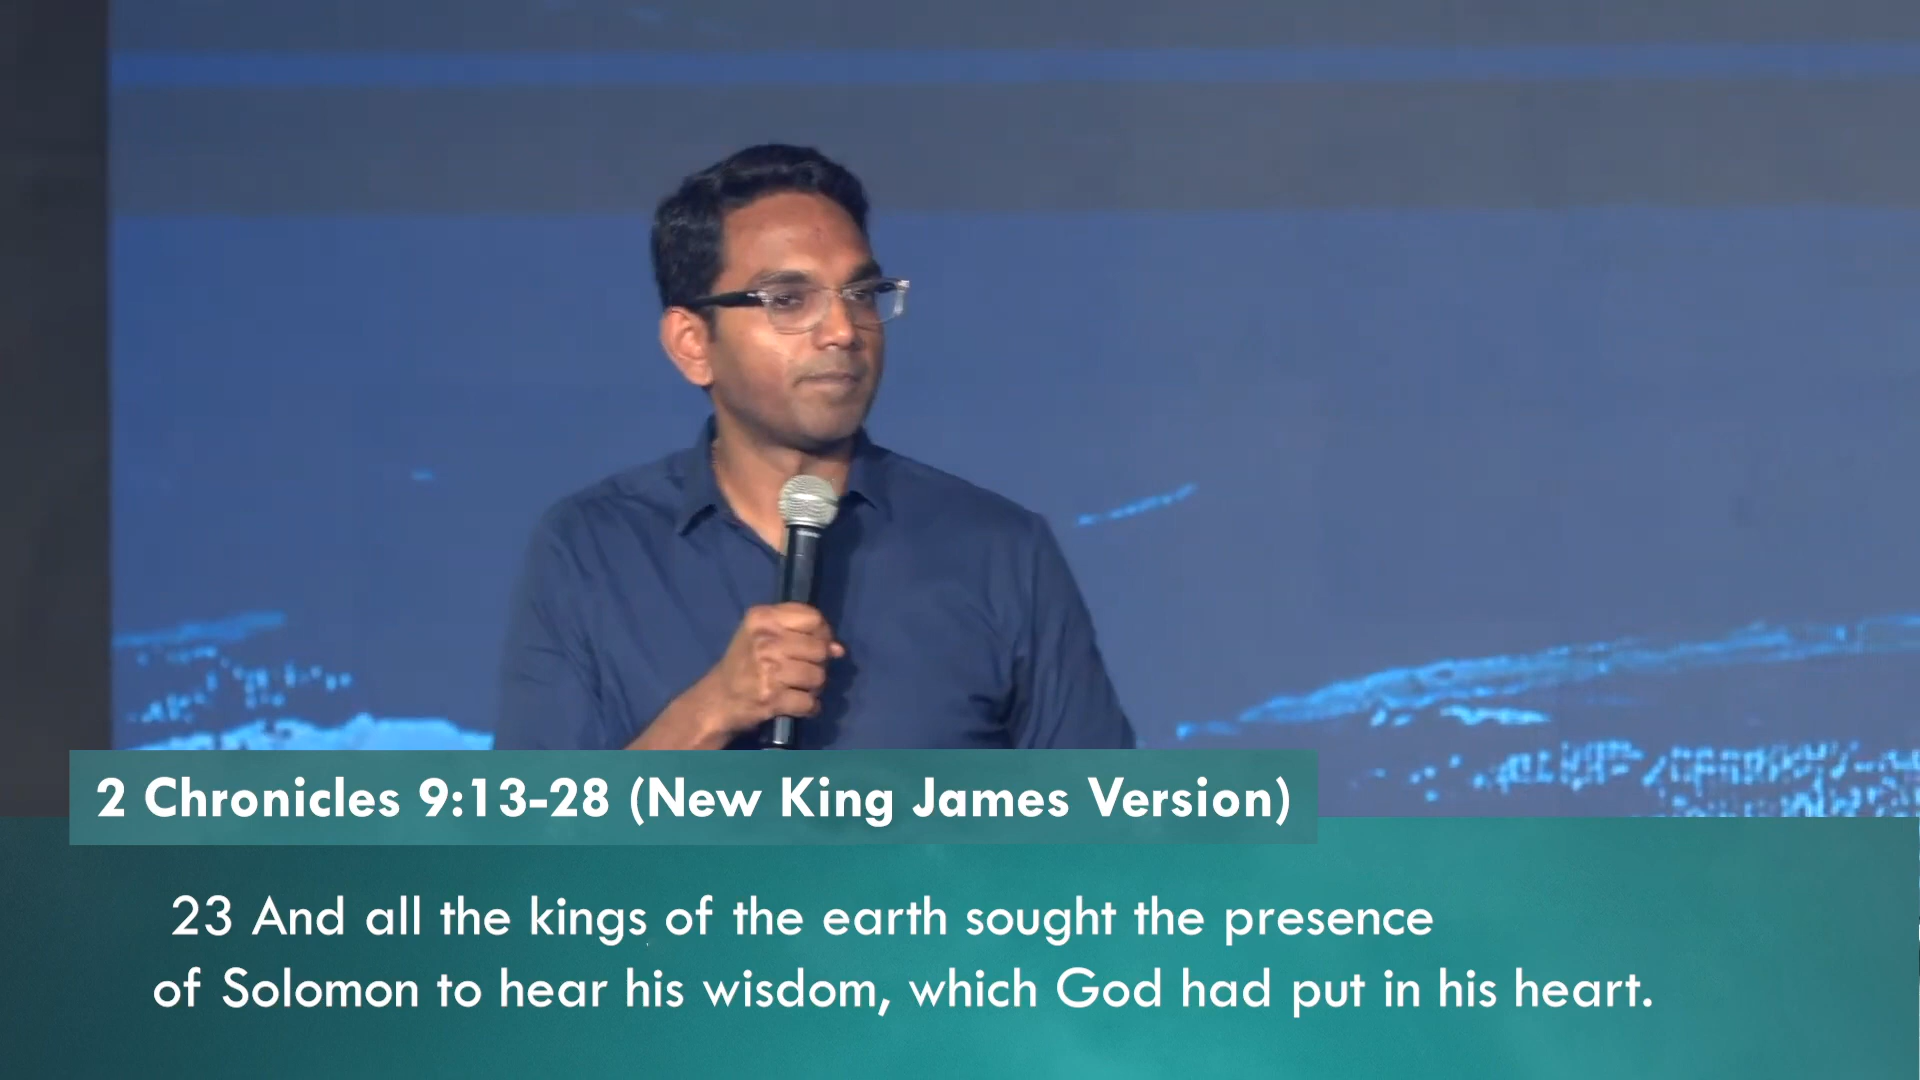 2 Chronicles 9:13-28 (New King James Version)
23 And all the kings of the earth sought the presence
of Solomon to hear his wisdom, which God had put in his heart.